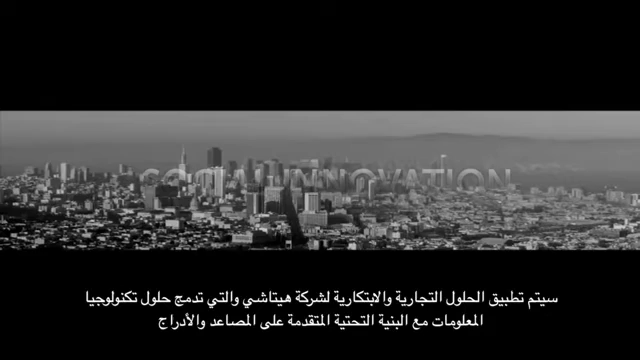 SOCIAL INNOVATION
سيتم تطبيق الحلول التجارية والابتكارية لشركة هيتاشي والتي تدمج حلول تكنولوجيا
المعلومات مع البنية التحتية المتقدمة على المصاعد والأدراج